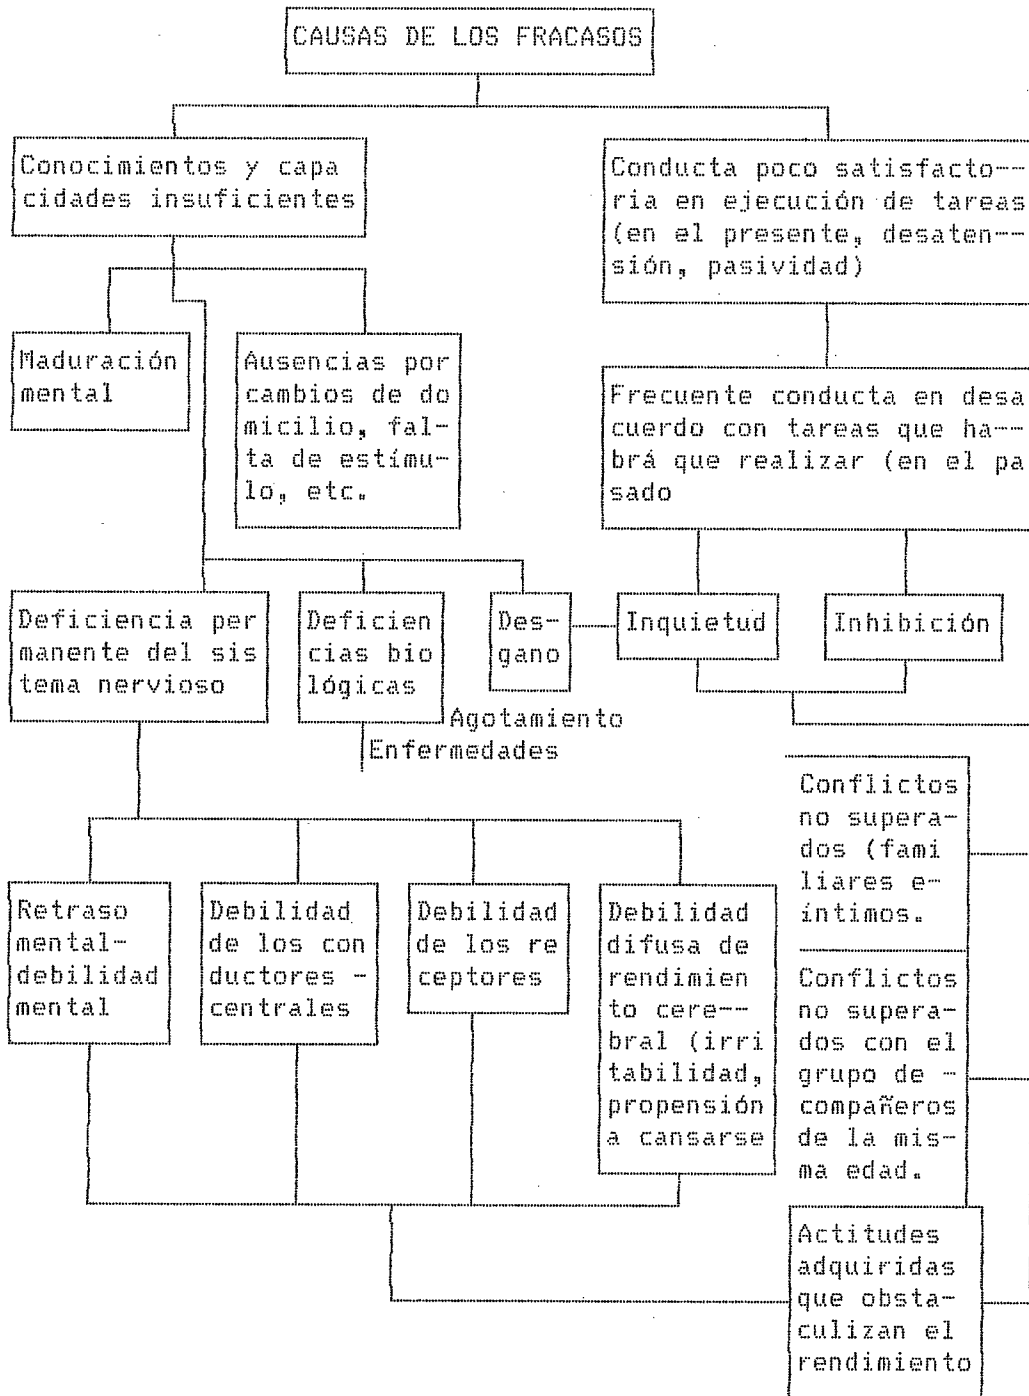 CAUSAS DE LOS FRACASOS
Conocimientos y capa
cidades insuficientes
Conducta poco satisfacto--
ria en ejecución de tareas
(en el presente, desaten--
sión, pasividad)
Maduración
mental
Ausencias por
cambios de do
micilio, fal-
ta de estímu-
lo, etc.
Frecuente conducta en desa
cuerdo con tareas que ha--
brá que realizar (en el pa
sado
Deficiencia per
manente del sis
tema nervioso
Deficien
cias bio
lógicas
Des-
gano
Inquietud
Inhibición
Agotamiento
Enfermedades
Conflictos
no supera-
dos (fami
liares e-
íntimos.
Retraso
mental-
debilidad
mental
Debilidad
de los con
ductores -
centrales
Debilidad
de los re
ceptores
Debilidad
difusa de
rendimien
to cere--
bral (irri
tabilidad,
propensión
a cansarse
Conflictos
no supera-
dos con el
grupo de -
compañeros
de la mis-
ma edad.
Actitudes
adquiridas
que obsta-
culizan el
rendimiento